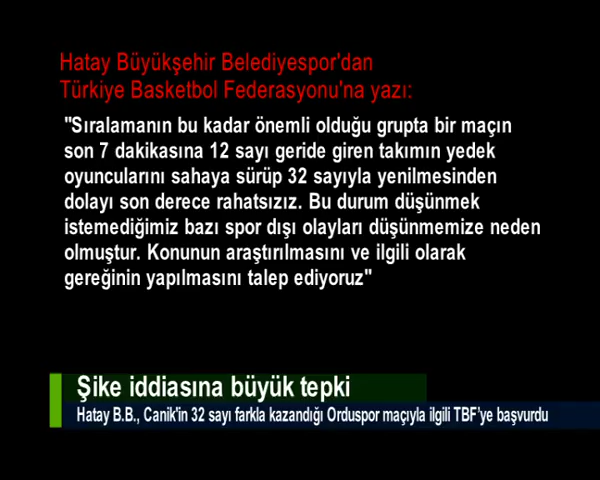 Hatay Büyükşehir Belediyespor'dan
Türkiye Basketbol Federasyonu'na yazı:
"Sıralamanın bu kadar önemli olduğu grupta bir maçın
son 7 dakikasına 12 sayı geride giren takımın yedek
oyuncularını sahaya sürüp 32 sayıyla yenilmesinden
dolayı son derece rahatsızız. Bu durum düşünmek
istemediğimiz bazı spor dışı olayları düşünmemize neden
olmuştur. Konunun araştırılmasını ve ilgili olarak
gereğinin yapılmasını talep ediyoruz"
Şike iddiasına büyük tepki
Hatay B.B., Canik'in 32 sayı farkla kazandığı Orduspor maçıyla ilgili TBF'ye başvurdu